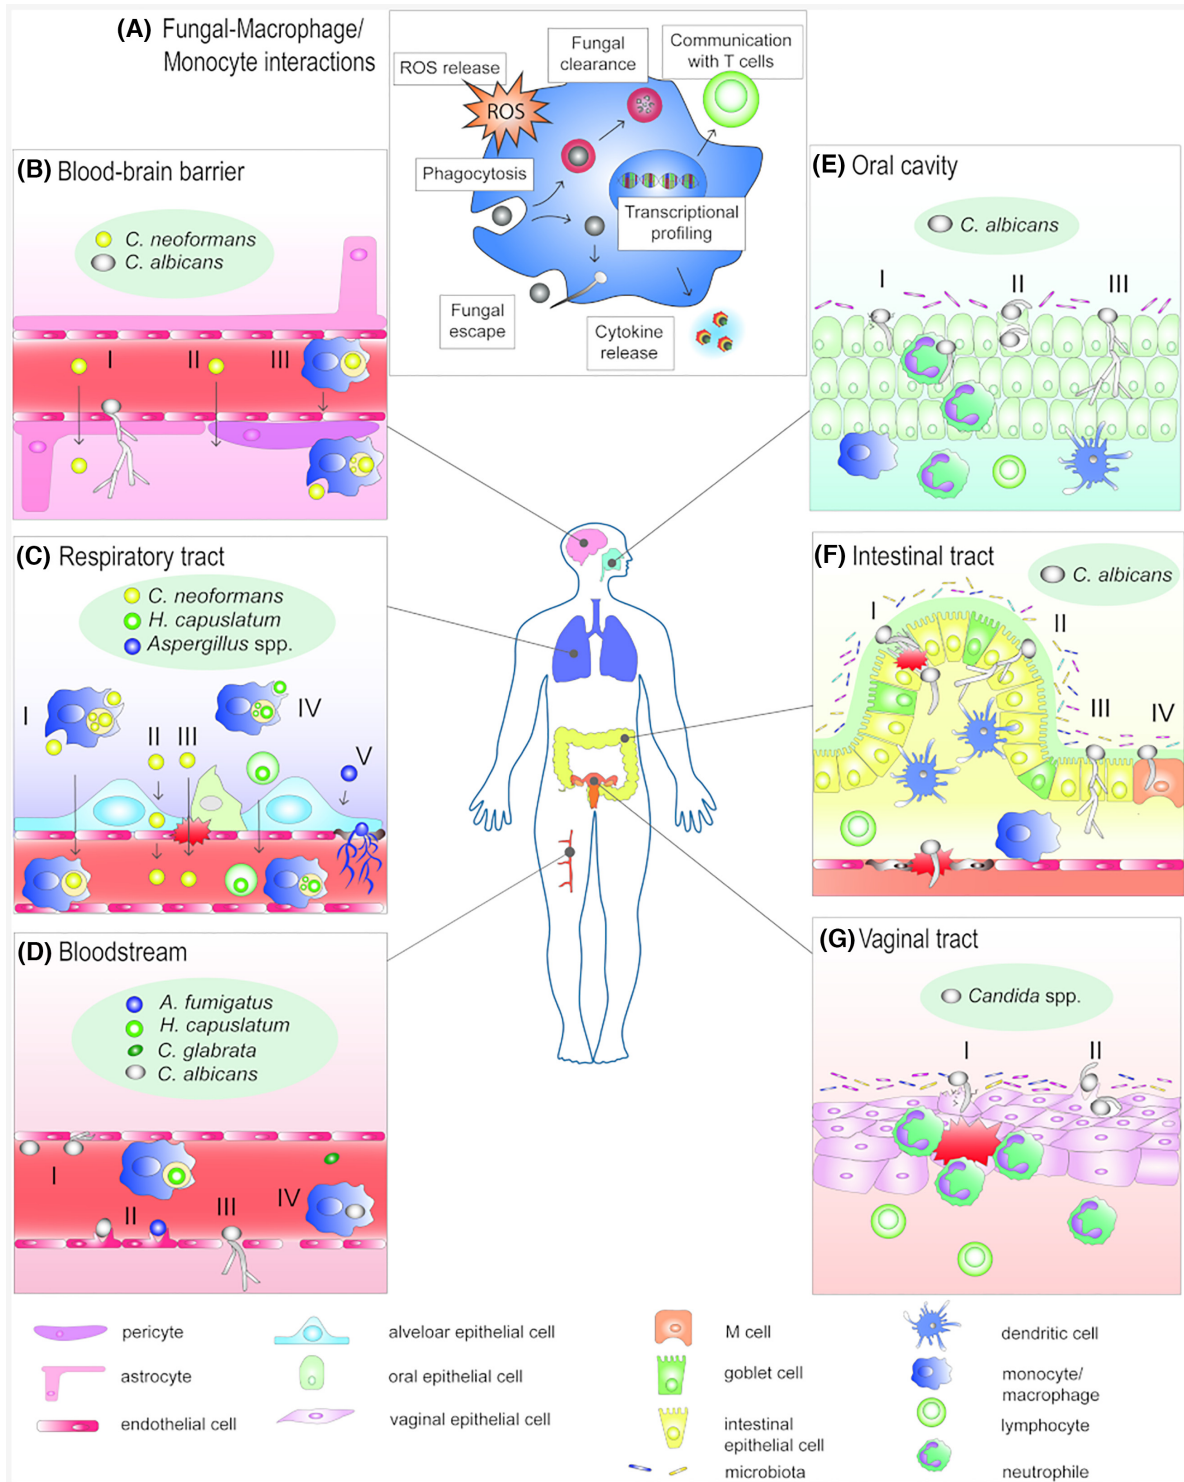 (A) Fungal-Macrophage/
Monocyte interactions
ROS release
ROS
Fungal
clearance
Communication
with T cells
Phagocytosis
Transcriptional
profiling
Fungal
escape
Cytokine
release
(B) Blood-brain barrier
C. neoformans
C. albicans
I
II
III
(C) Respiratory tract
C. neoformans
H. capuslatum
Aspergillus spp.
I
II
III
IV
V
(D) Bloodstream
A. fumigatus
H. capuslatum
C. glabrata
C. albicans
I
II
III
IV
(E) Oral cavity
C. albicans
I
II
III
(F) Intestinal tract
C. albicans
I
II
III
IV
(G) Vaginal tract
Candida spp.
I
II
pericyte
astrocyte
endothelial cell
alveloar epithelial cell
oral epithelial cell
vaginal epithelial cell
M cell
goblet cell
intestinal
epithelial cell
microbiota
dendritic cell
monocyte/
macrophage
lymphocyte
neutrophile